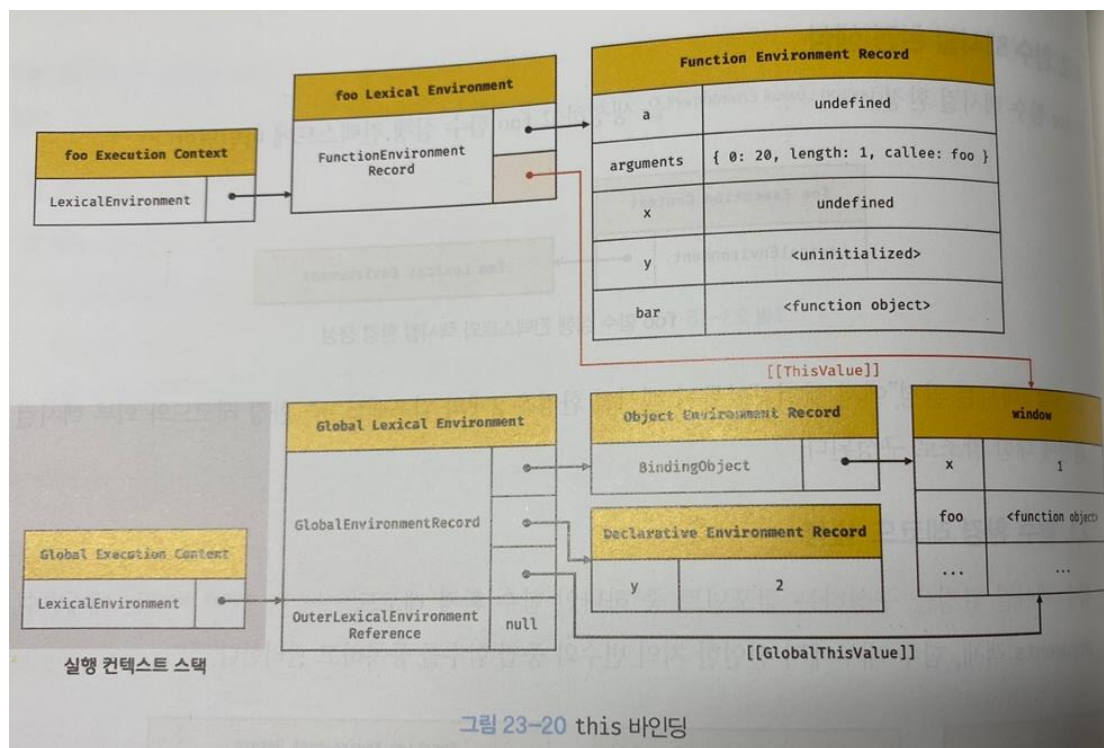 foo Execution Context
LexicalEnvironment
foo Lexical Environment
FunctionEnvironment
Record
Function Environment Record
a undefined
arguments { 0: 20, length: 1, callee: foo }
x undefined
y <uninitialized>
bar <function object>
[[ThisValue]]
Global Execution Context
LexicalEnvironment
실행 컨텍스트 스택
Global Lexical Environment
GlobalEnvironmentRecord
OuterLexicalEnvironment
Reference
null
Object Environment Record
BindingObject
Declarative Environment Record
y 2
window
x 1
foo <function object>
... ...
[[GlobalThisValue]]
그림 23-20 this 바인딩